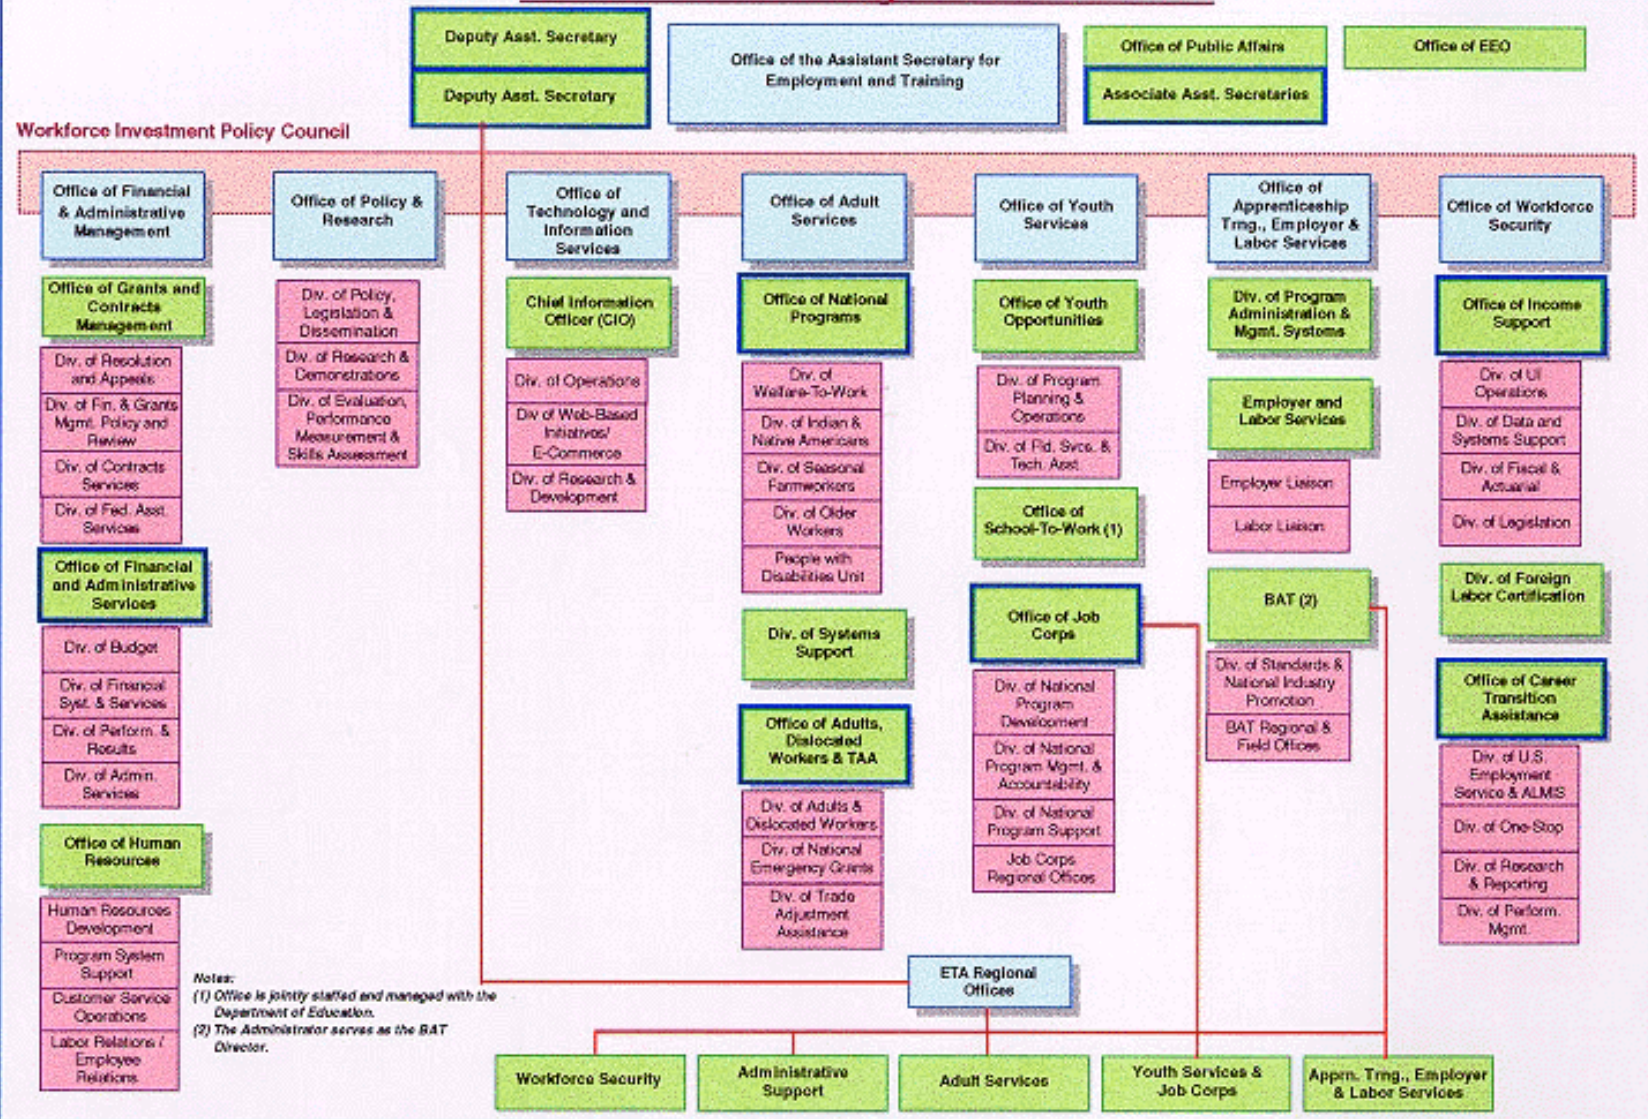 Deputy Asst. Secretary
Deputy Asst. Secretary
Office of the Assistant Secretary for
Employment and Training
Office of Public Affairs
Associate Asst. Secretaries
Office of EEO
Workforce Investment Policy Council
Office of Financial
& Administrative
Management
Office of Grants and
Contracts
Management
Div. of Resolution
and Appeals
Div. of Fin. & Grants
Mgmt. Policy and
Review
Div. of Contracts
Services
Div. of Fed. Asst.
Services
Office of Financial
and Administrative
Services
Div. of Budget
Div. of Financial
Syst. & Services
Div. of Perform. &
Results
Div. of Admin.
Services
Office of Human
Resources
Human Resources
Development
Program System
Support
Customer Service
Operations
Labor Relations /
Employee
Relations
Office of Policy &
Research
Div. of Policy,
Legislation &
Dissemination
Div. of Research &
Demonstrations
Div. of Evaluation,
Performance
Measurement &
Skills Assessment
Office of
Technology and
Information
Services
Chief Information
Officer (CIO)
Div. of Operations
Div of Web-Based
Initiatives/
E-Commerce
Div. of Research &
Development
Office of Adult
Services
Office of National
Programs
Div. of
Welfare-To-Work
Div. of Indian &
Native Americans
Div. of Seasonal
Farmworkers
Div. of Older
Workers
People with
Disabilities Unit
Div. of Systems
Support
Office of Adults,
Dislocated
Workers & TAA
Div. of Adults &
Dislocated Workers
Div. of National
Emergency Grants
Div. of Trade
Adjustment
Assistance
Office of Youth
Services
Office of Youth
Opportunities
Div. of Program
Planning &
Operations
Div. of Fld. Svcs. &
Tech. Asst.
Office of
School-To-Work (1)
Office of Job
Corps
Div. of National
Program
Development
Div. of National
Program Mgmt. &
Accountability
Div. of National
Program Support
Job Corps
Regional Offices
Office of
Apprenticeship
Trng., Employer &
Labor Services
Div. of Program
Administration &
Mgmt. Systems
Employer and
Labor Services
Employer Liaison
Labor Liaison
BAT (2)
Div. of Standards &
National Industry
Promotion
BAT Regional &
Field Offices
Office of Workforce
Security
Office of Income
Support
Div. of UI
Operations
Div. of Data and
Systems Support
Div. of Fiscal &
Actuarial
Div. of Legislation
Div. of Foreign
Labor Certification
Office of Career
Transition
Assistance
Div. of U.S.
Employment
Service & ALMIS
Div. of One-Stop
Div. of Research
& Reporting
Div. of Perform.
Mgmt.
Notes:
(1) Office is jointly staffed and managed with the
Department of Education.
(2) The Administrator serves as the BAT
Director.
ETA Regional
Offices
Workforce Security
Administrative
Support
Adult Services
Youth Services &
Job Corps
Apprn. Trng., Employer
& Labor Services